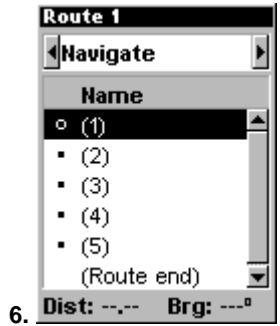 Route 1
Navigate
Name
(1)
(2)
(3)
(4)
(5)
(Route end)
6. Dist: --.-- Brg: ---°